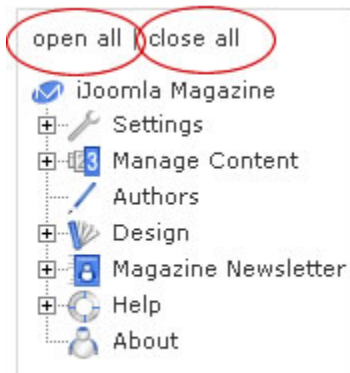 open all | close all
iJoomla Magazine
Settings
Manage Content
Authors
Design
Magazine Newsletter
Help
About